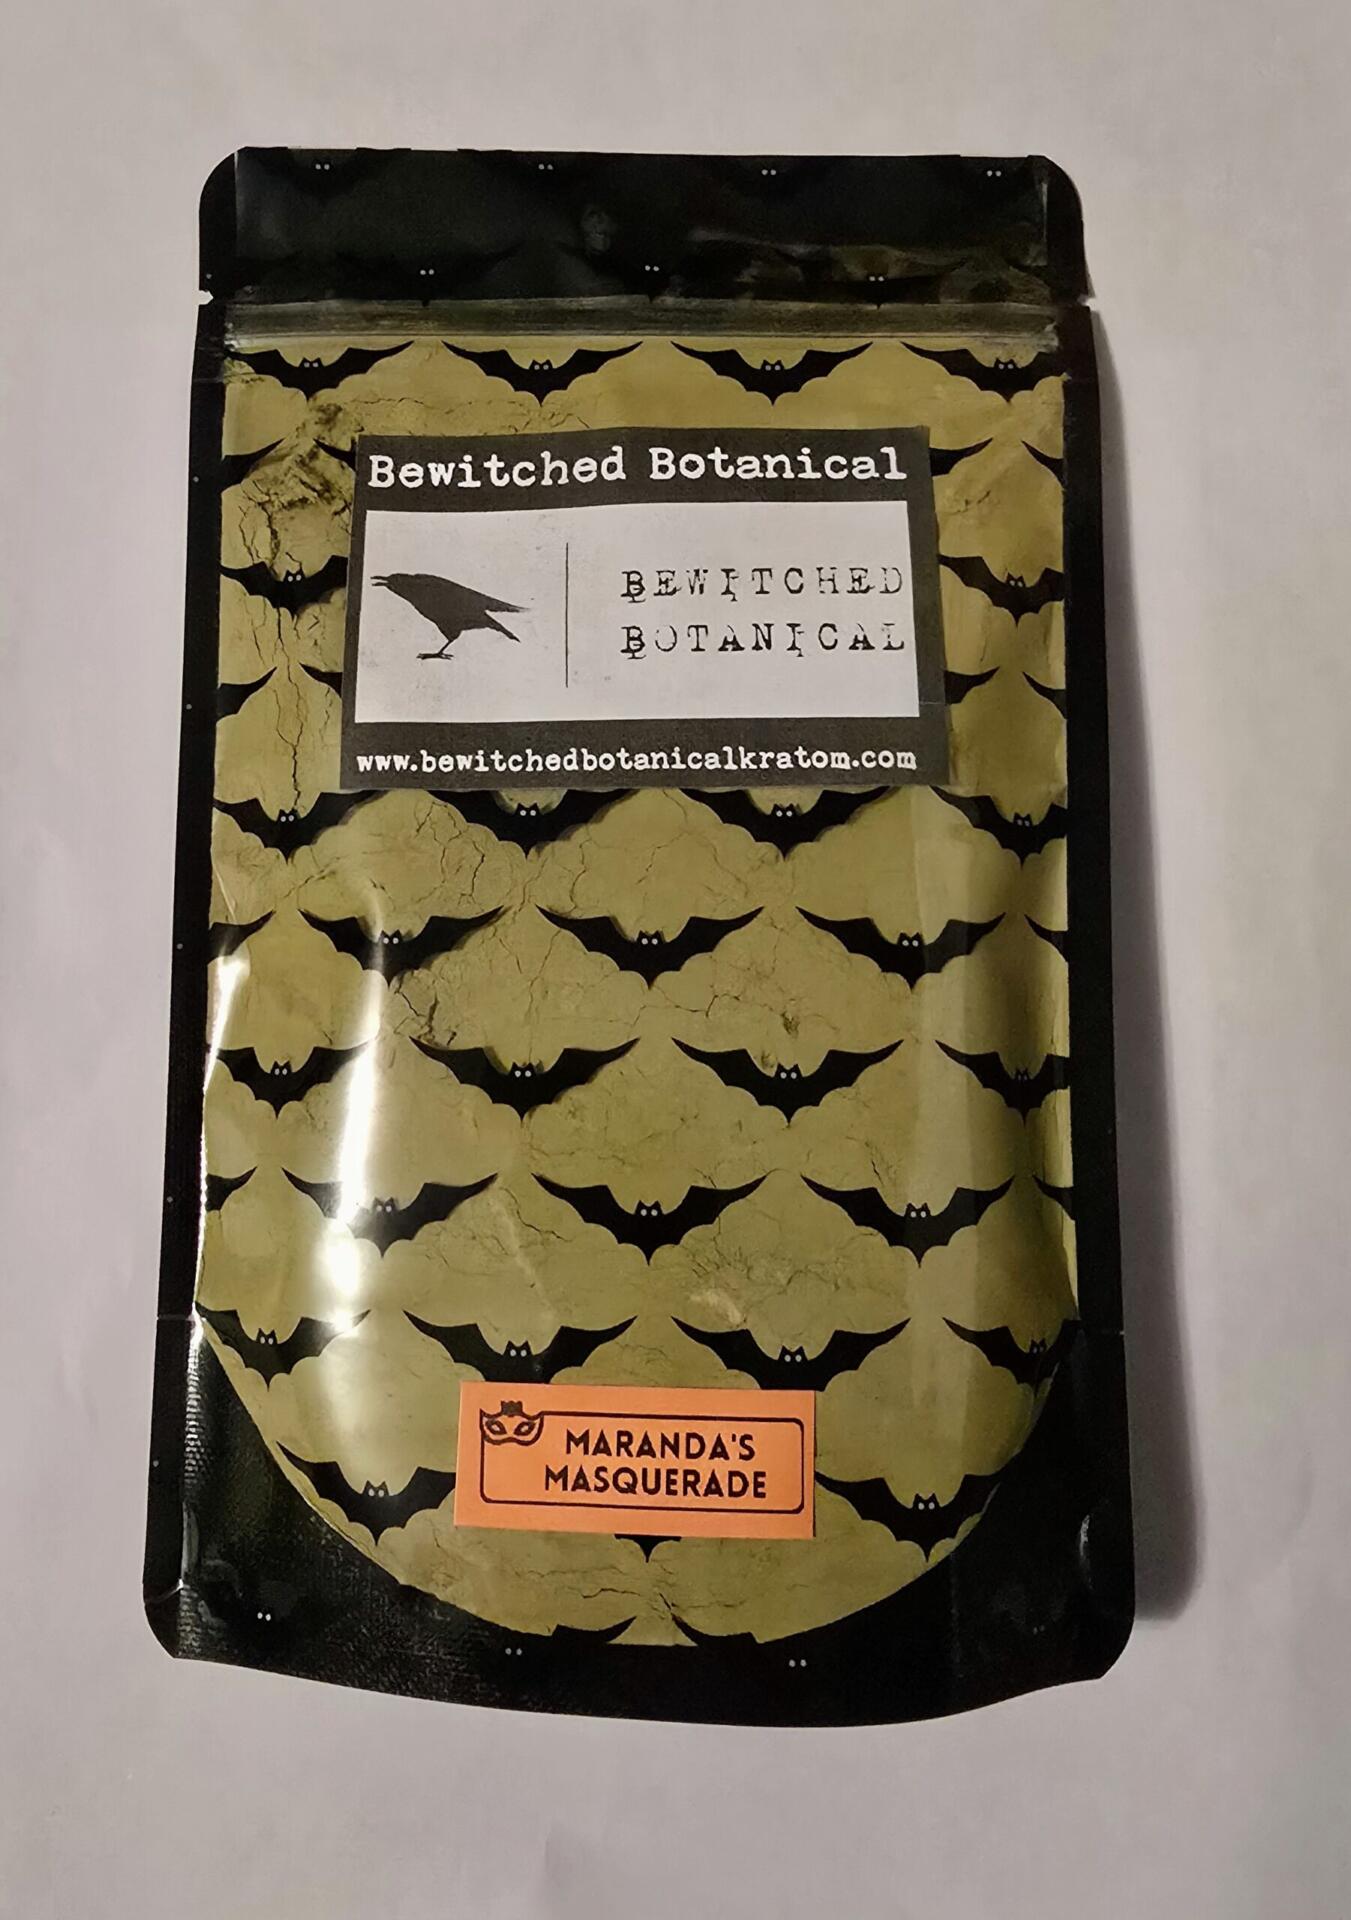 Bewitched Botanical
BEWITCHED
BOTANICAL
www.bewitchedbotanicalkratom.com
MARANDA'S
MASQUERADE